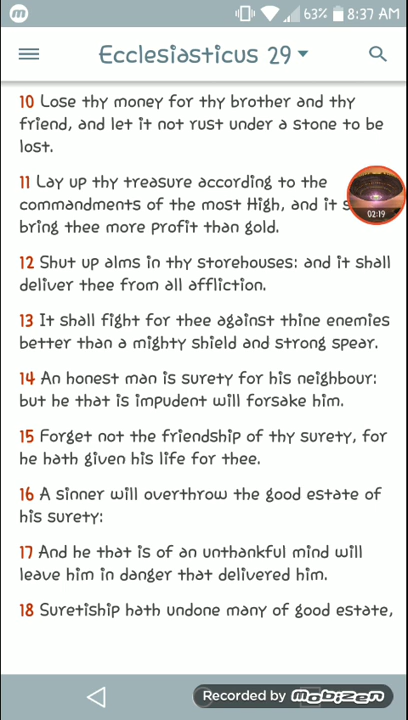 63% 8:37 AM
Ecclesiasticus 29
10 Lose thy money for thy brother and thy
friend, and let it not rust under a stone to be
lost.
11 Lay up thy treasure according to the
commandments of the most High, and it s
bring thee more profit than gold.
02:19
12 Shut up alms in thy storehouses: and it shall
deliver thee from all affliction.
13 It shall fight for thee against thine enemies
better than a mighty shield and strong spear.
14 An honest man is surety for his neighbour:
but he that is impudent will forsake him.
15 Forget not the friendship of thy surety, for
he hath given his life for thee.
16 A sinner will overthrow the good estate of
his surety:
17 And he that is of an unthankful mind will
leave him in danger that delivered him.
18 Suretiship hath undone many of good estate,
Recorded by mobizen